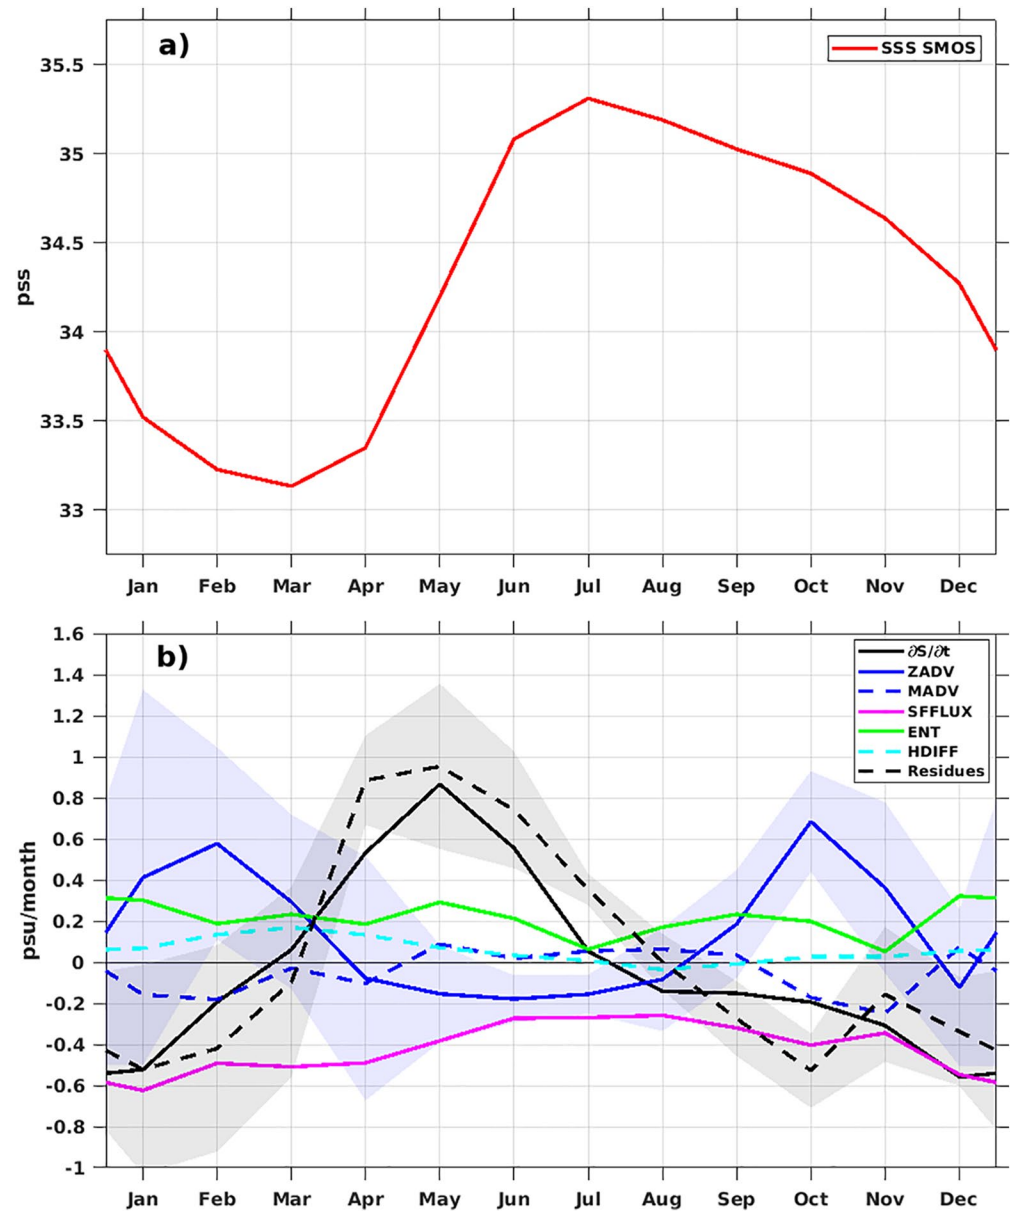 a)
SSS SMOS
35.5
35
34.5
34
33.5
33
pss
Jan Feb Mar Apr May Jun Jul Aug Sep Oct Nov Dec
b)
∂S/∂t
ZADV
MADV
SFFLUX
ENT
HDIFF
Residues
1.6
1.4
1.2
1
0.8
0.6
0.4
0.2
0
-0.2
-0.4
-0.6
-0.8
-1
psu/month
Jan Feb Mar Apr May Jun Jul Aug Sep Oct Nov Dec